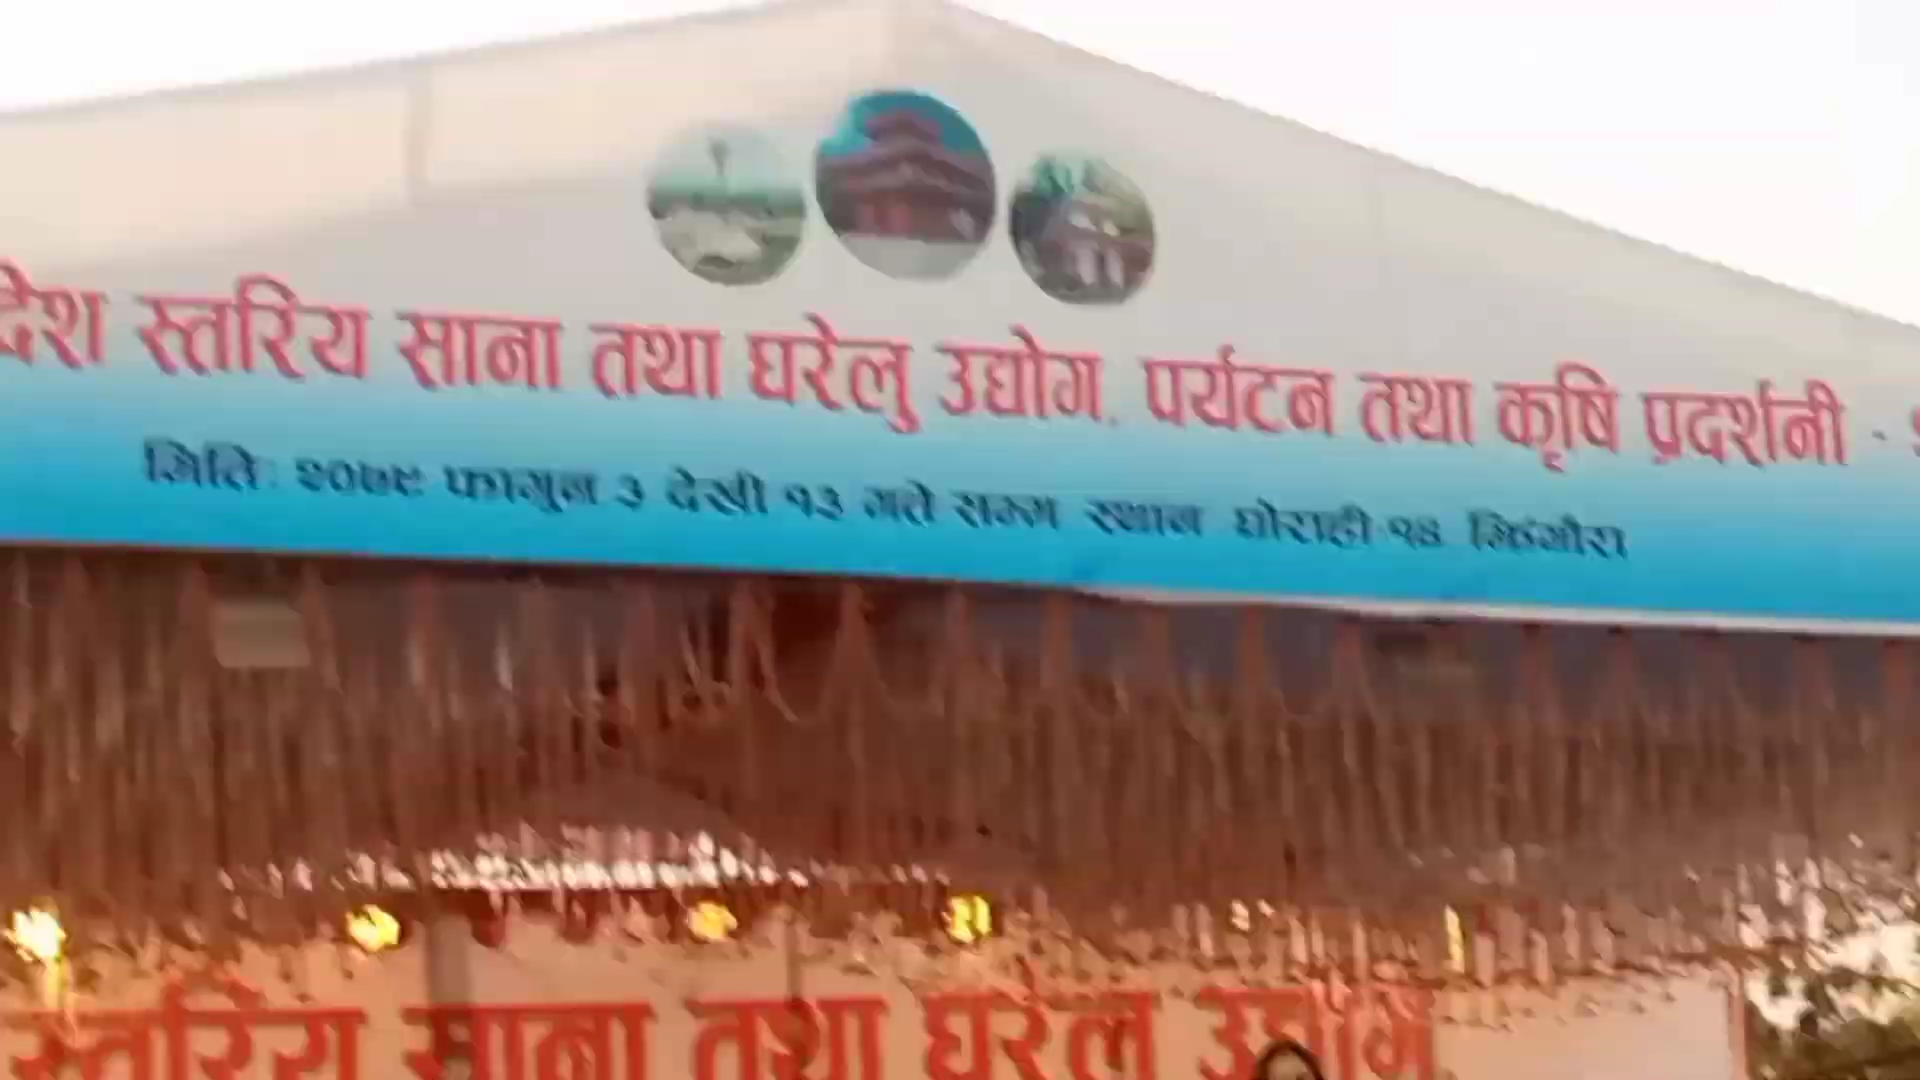 देश स्तरिय साना तथा घरेलु उद्योग, पर्यटन तथा कृषि प्रदर्शनी -
मिति: २०७९ फागुन ३ देखी १३ गते सम्म स्थान घोराही-१४ झिंगौरा
स्तरिय साना तथा घरेलु उद्योग